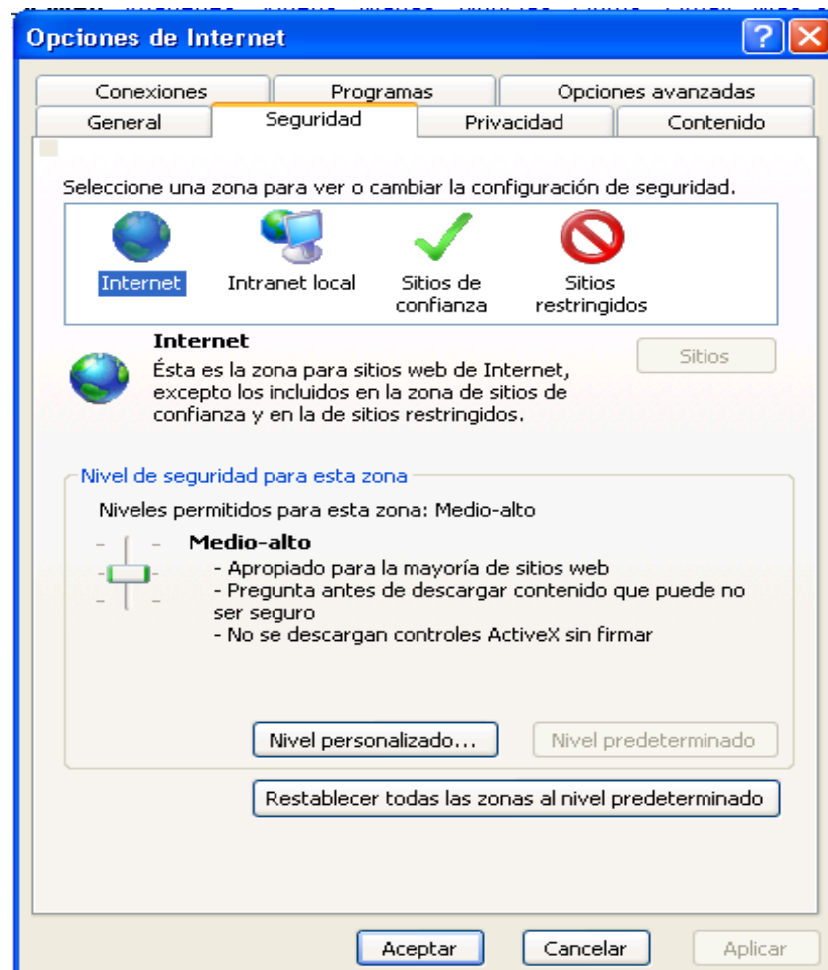 Opciones de Internet
Conexiones Programas Opciones avanzadas
General Seguridad Privacidad Contenido
Seleccione una zona para ver o cambiar la configuración de seguridad.
Internet Intranet local Sitios de confianza Sitios restringidos
Internet
Sitios
Ésta es la zona para sitios web de Internet,
excepto los incluidos en la zona de sitios de
confianza y en la de sitios restringidos.
Nivel de seguridad para esta zona
Niveles permitidos para esta zona: Medio-alto
Medio-alto
- Apropiado para la mayoría de sitios web
- Pregunta antes de descargar contenido que puede no
ser seguro
- No se descargan controles ActiveX sin firmar
Nivel personalizado... Nivel predeterminado
Restablecer todas las zonas al nivel predeterminado
Aceptar Cancelar Aplicar